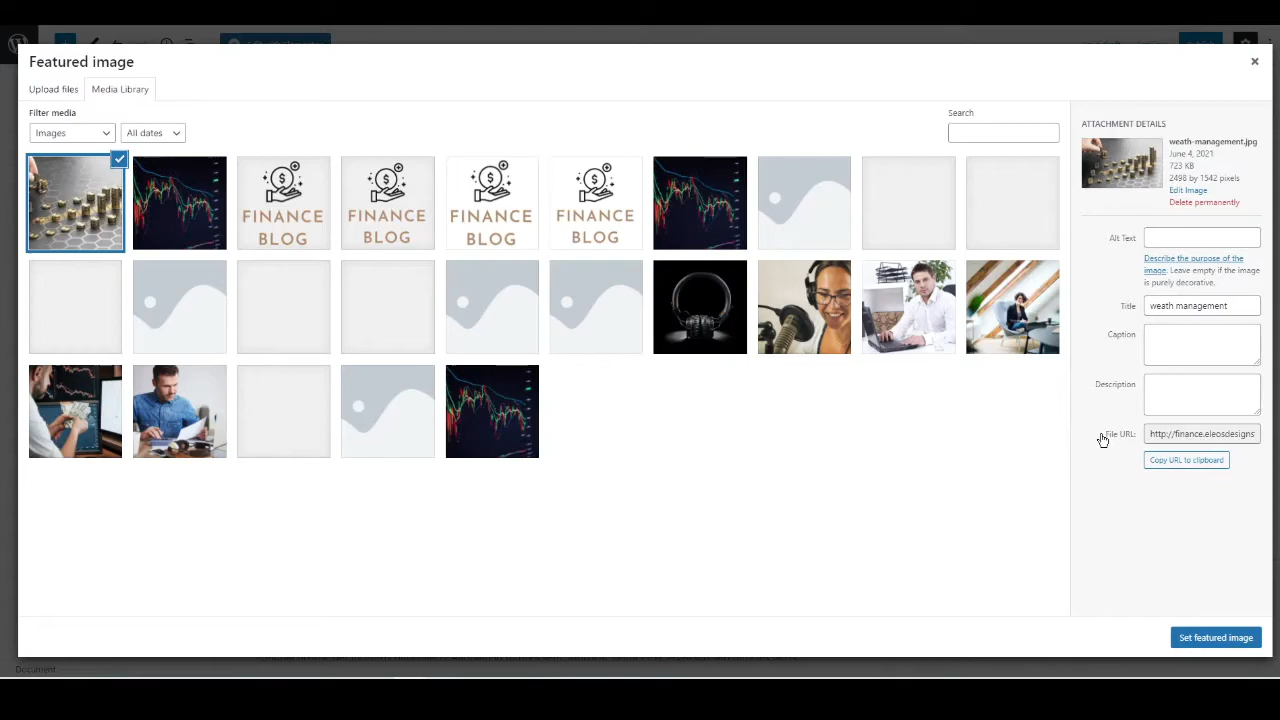 Featured image
Upload files
Media Library
Filter media
Search
Images
All dates
FINANCE
BLOG
FINANCE
BLOG
FINANCE
BLOG
FINANCE
BLOG
ATTACHMENT DETAILS
weath-management.jpg
June 4, 2021
723 KB
2498 by 1542 pixels
Edit Image
Delete permanently
Alt Text
Describe the purpose of the
image. Leave empty if the image
is purely decorative.
Title
weath management
Caption
Description
File URL:
http://finance.eleosdesigns
Copy URL to clipboard
Set featured image
Document